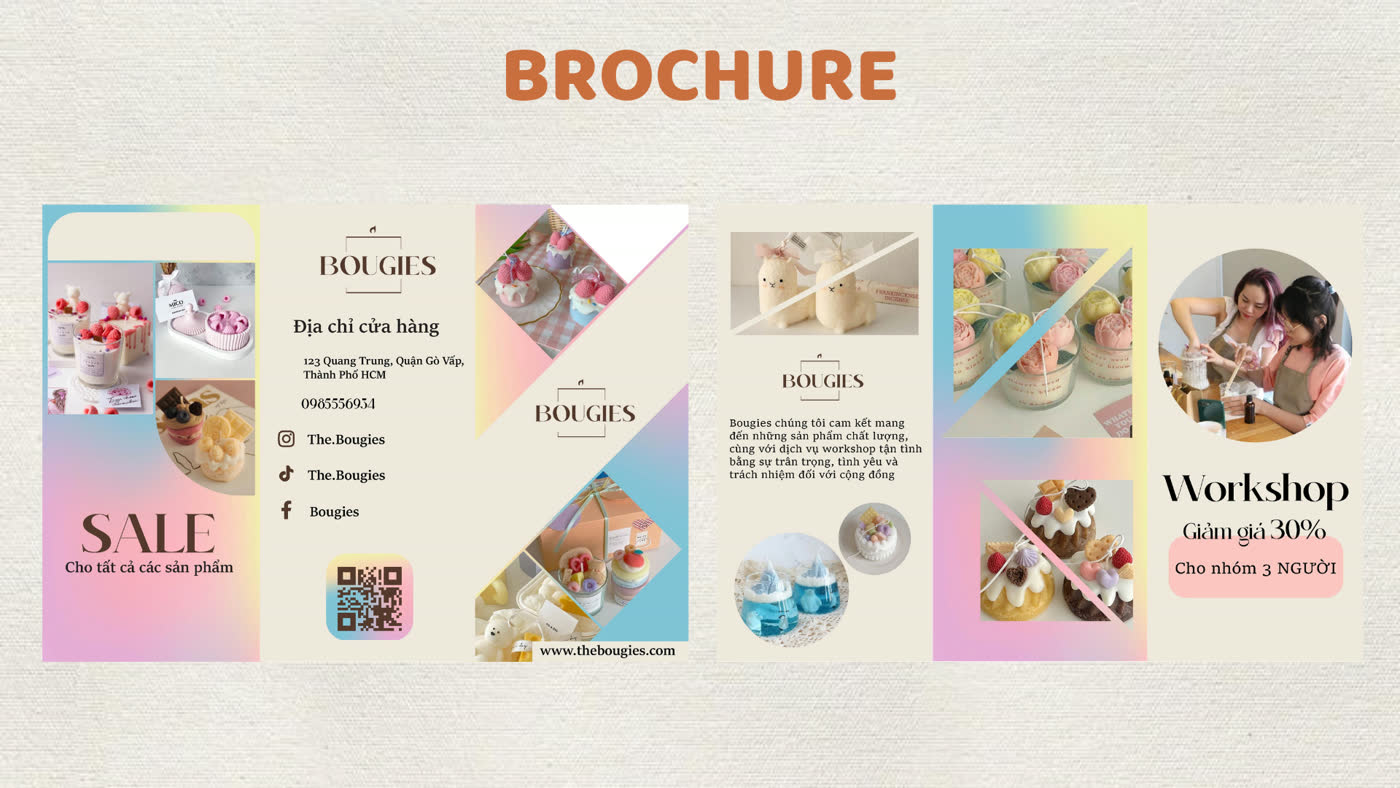 BROCHURE
MIGO
SALE
Cho tất cả các sản phẩm
BOUGIES
Địa chỉ cửa hàng
123 Quang Trung, Quận Gò Vấp,
Thành Phố HCM
0985556934
The.Bougies
The.Bougies
Bougies
BOUGIES
www.thebougies.com
FRANKINCENSE
INCENSE
BOUGIES
Bougies chúng tôi cam kết mang
đến những sản phẩm chất lượng,
cùng với dịch vụ workshop tận tình
bằng sự trân trọng, tình yêu và
trách nhiệm đối với cộng đồng
Workshop
Giảm giá 30%
Cho nhóm 3 NGƯỜI